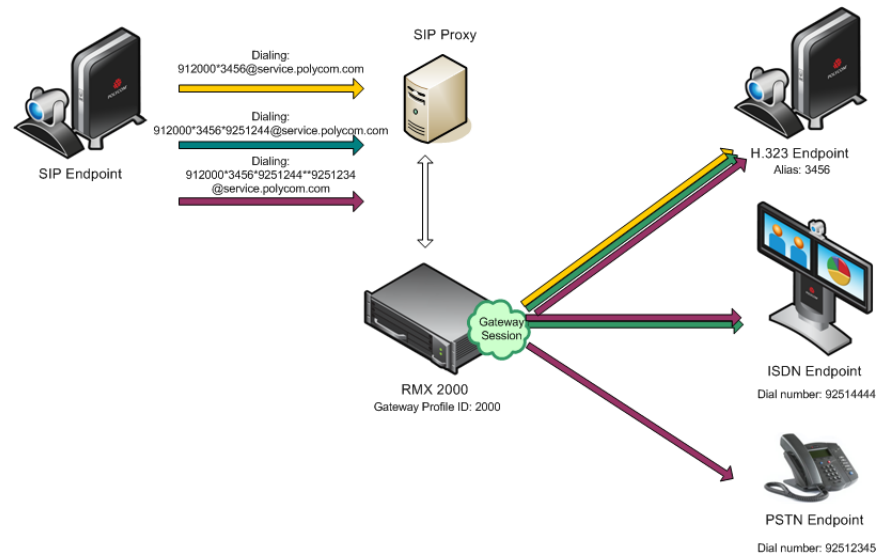 Dialing:
912000*3456@service.polycom.com
Dialing:
912000*3456*9251244@service.polycom.com
Dialing:
912000*3456*9251244**9251234
@service.polycom.com
SIP Endpoint
SIP Proxy
POLYCOM
POLYCOM
H.323 Endpoint
Alias: 3456
Gateway
Session
RMX 2000
Gateway Profile ID: 2000
ISDN Endpoint
Dial number: 92514444
PSTN Endpoint
Dial number: 92512345